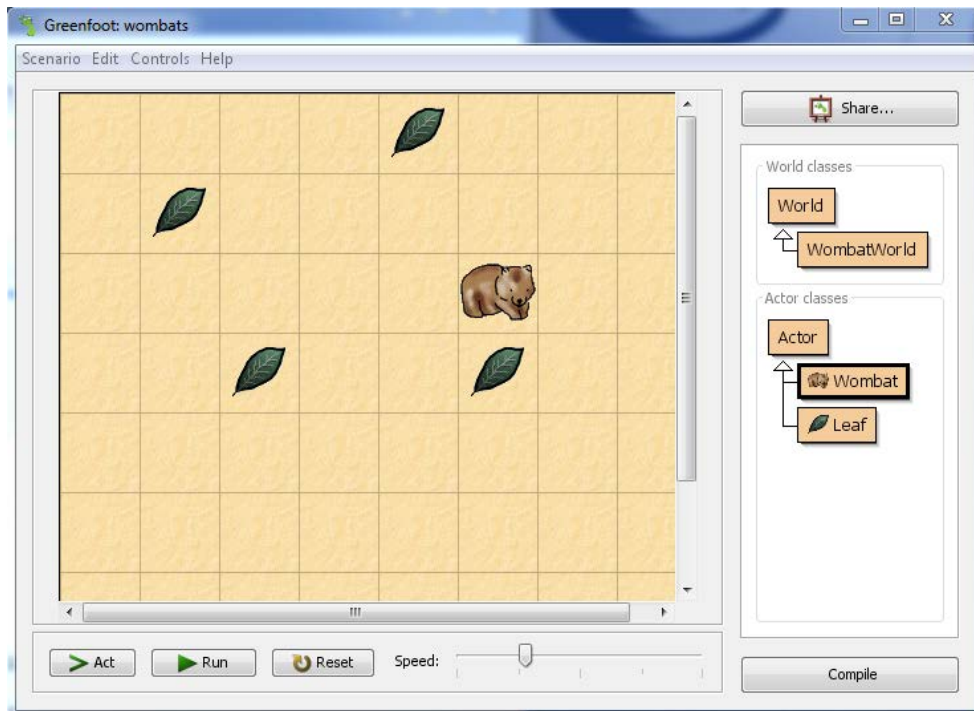 Greenfoot: wombats
Scenario Edit Controls Help
Share...
World classes
World
WombatWorld
Actor classes
Actor
Wombat
Leaf
Act
Run
Reset
Speed:
Compile